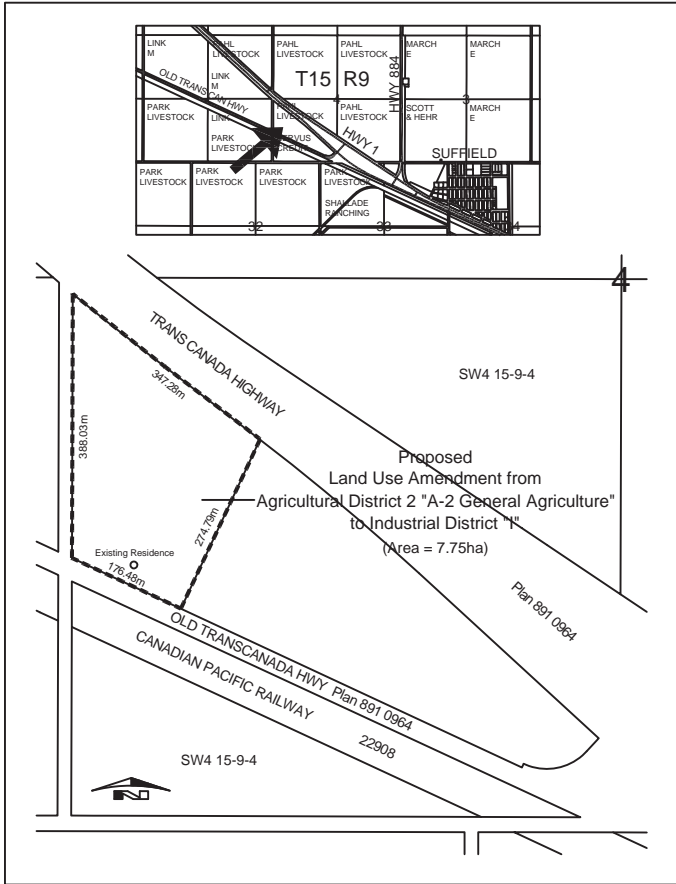 LINK
M
PAHL
LIVESTOCK
PAHL
LIVESTOCK
PAHL
LIVESTOCK
MARCH
E
MARCH
E
LINK
M
T15 R9
OLD TRANS CAN HWY
HWY 884
4
3
PARK
LIVESTOCK
LINK
PAHL
LIVESTOCK
PAHL
LIVESTOCK
SCOTT
& HEHR
MARCH
E
PARK
LIVESTOCK
HWY 1
SUFFIELD
PARK
LIVESTOCK
PARK
LIVESTOCK
PARK
LIVESTOCK
PARK
LIVESTOCK
SHALLADE
RANCHING
32
33
4
TRANS CANADA HIGHWAY
347.28m
388.03m
SW4 15-9-4
Proposed
Land Use Amendment from
Agricultural District 2 "A-2 General Agriculture"
to Industrial District "I"
(Area = 7.75ha)
274.79m
Existing Residence
176.48m
Plan 891 0964
OLD TRANSCANADA HWY Plan 891 0964
CANADIAN PACIFIC RAILWAY
22908
SW4 15-9-4
N